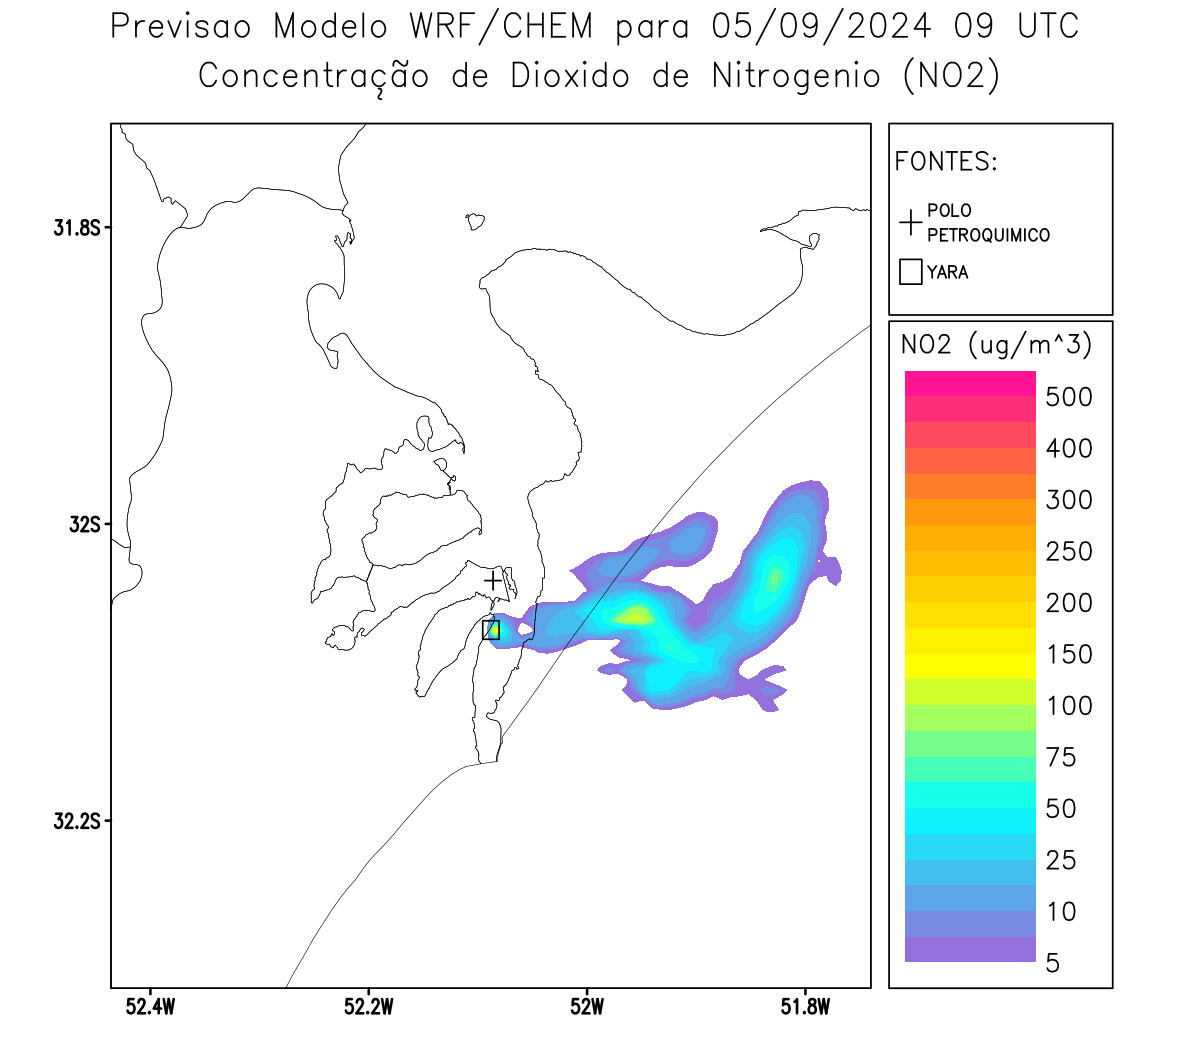 Previsao Modelo WRF/CHEM para 05/09/2024 09 UTC
Concentração de Dioxido de Nitrogenio (NO2)
FONTES:
POLO
PETROQUIMICO
YARA
NO2 (ug/m^3)
500
400
300
250
200
150
100
75
50
25
10
5
31.8S
32S
32.2S
52.4W
52.2W
52W
51.8W